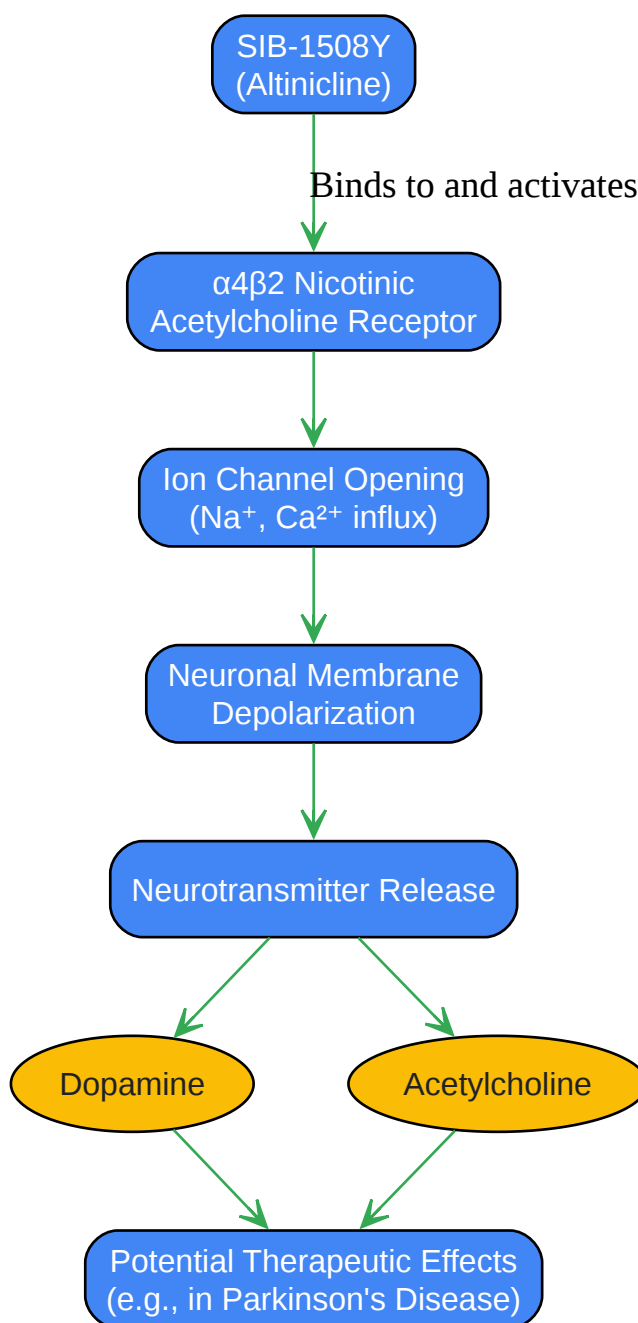 SIB-1508Y
(Altinicline)
Binds to and activates
α4β2 Nicotinic
Acetylcholine Receptor
Ion Channel Opening
(Na⁺, Ca²⁺ influx)
Neuronal Membrane
Depolarization
Neurotransmitter Release
Dopamine
Acetylcholine
Potential Therapeutic Effects
(e.g., in Parkinson's Disease)